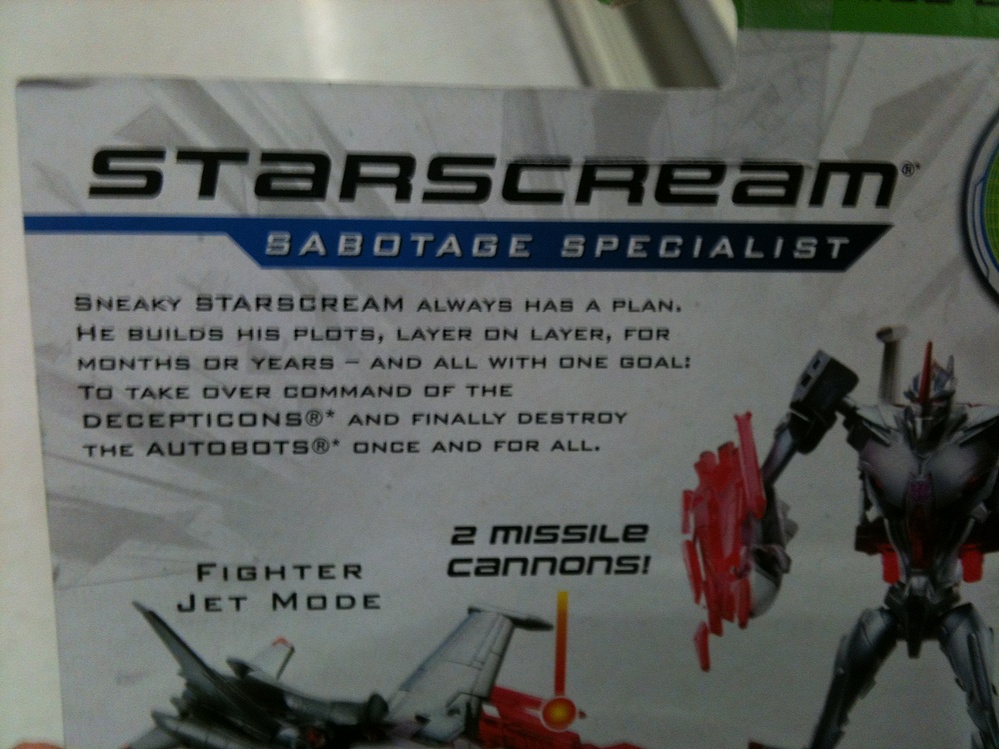 STARSCREAM®*
SABOTAGE SPECIALIST
SNEAKY STARSCREAM ALWAYS HAS A PLAN.
HE BUILDS HIS PLOTS, LAYER ON LAYER, FOR
MONTHS OR YEARS – AND ALL WITH ONE GOAL:
TO TAKE OVER COMMAND OF THE
DECEPTICONS®* AND FINALLY DESTROY
THE AUTOBOTS®* ONCE AND FOR ALL.
2 MISSILE
CANNONS!
FIGHTER
JET MODE